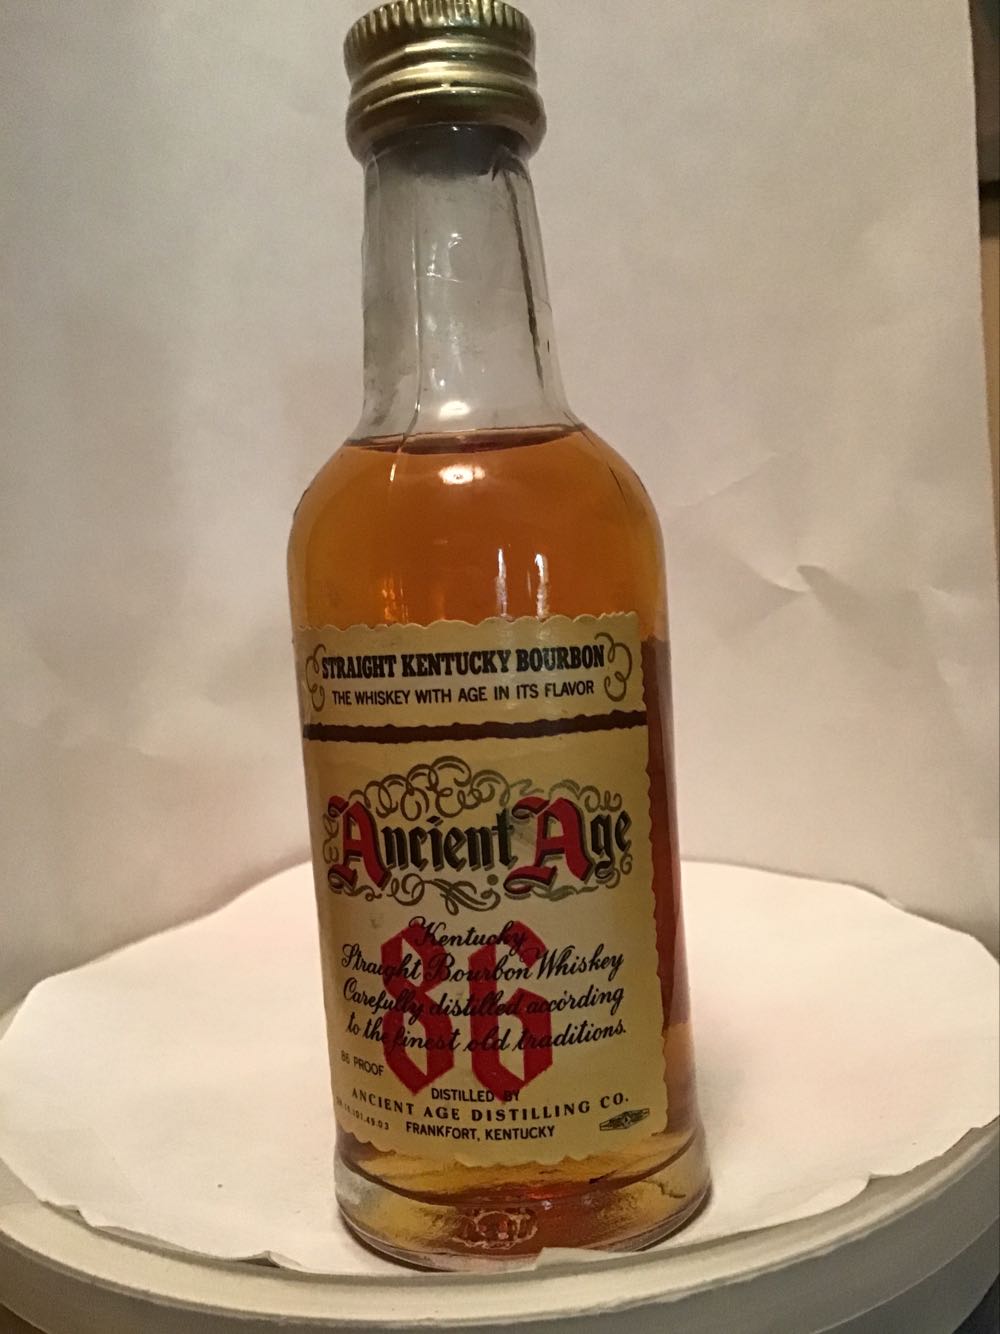 STRAIGHT KENTUCKY BOURBON
THE WHISKEY WITH AGE IN ITS FLAVOR
Ancient Age
86
Kentucky
Straight Bourbon Whiskey
Carefully distilled according
to the finest old traditions.
86 PROOF
DISTILLED BY
ANCIENT AGE DISTILLING CO.
FRANKFORT, KENTUCKY